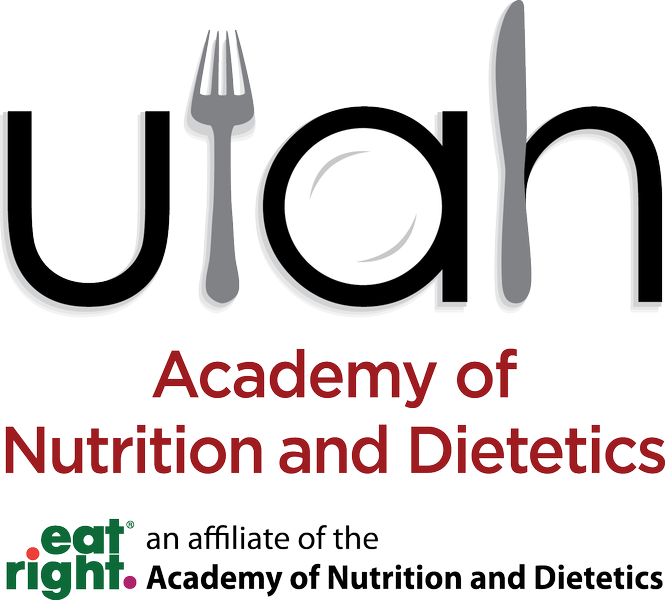 utah
Academy of
Nutrition and Dietetics
eat
right.
®
an affiliate of the
Academy of Nutrition and Dietetics